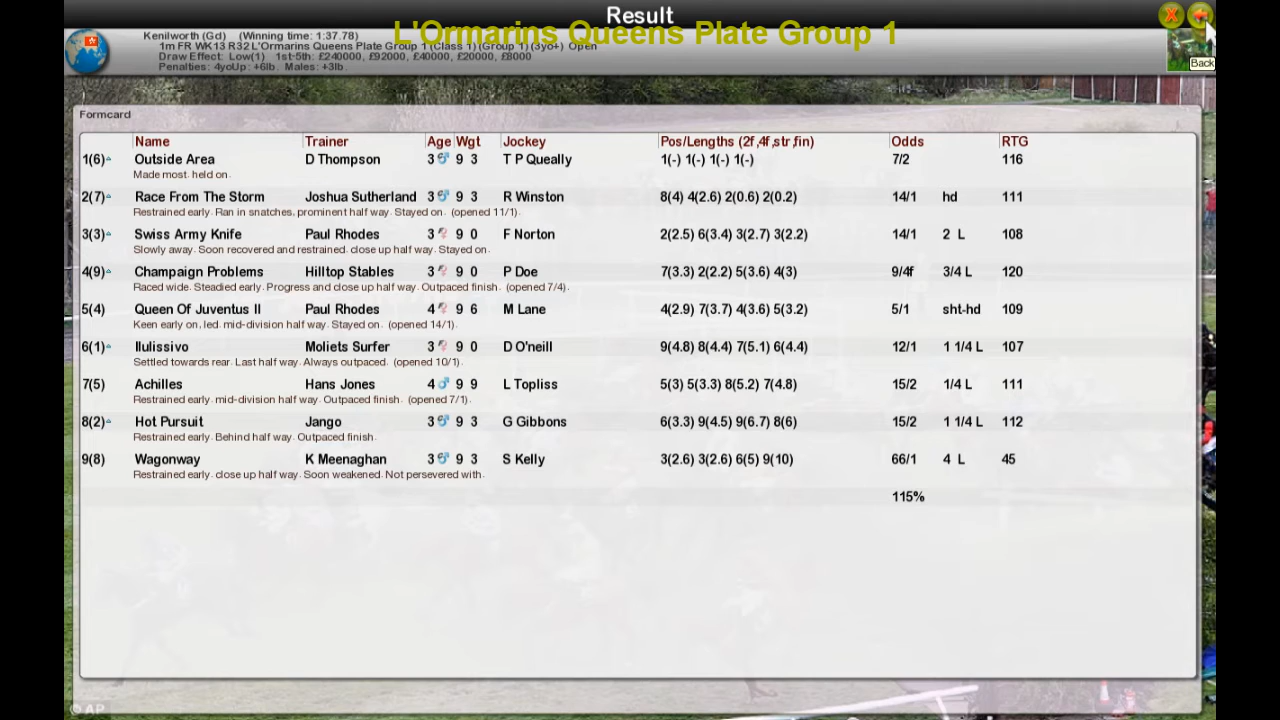 Result
L'Ormarins Queens Plate Group 1
Kenilworth (Gd) (Winning time: 1:37.78)
1m FR WK13 R32 L'Ormarins Queens Plate Group 1 (Class 1) (Group 1) (3yo+) Open
Draw Effect: Low(1) 1st-5th: £240000, £92000, £40000, £20000, £8000
Penalties: 4yoUp: +6lb. Males: +3lb.
Back
Formcard
Name Trainer Age Wgt Jockey Pos/Lengths (2f,4f,str,fin) Odds RTG
1(6) Outside Area D Thompson 3 9 3 T P Queally 1(-) 1(-) 1(-) 1(-) 7/2 116
Made most. held on.
2(7) Race From The Storm Joshua Sutherland 3 9 3 R Winston 8(4) 4(2.6) 2(0.6) 2(0.2) 14/1 hd 111
Restrained early. Ran in snatches, prominent half way. Stayed on. (opened 11/1).
3(3) Swiss Army Knife Paul Rhodes 3 9 0 F Norton 2(2.5) 6(3.4) 3(2.7) 3(2.2) 14/1 2 L 108
Slowly away. Soon recovered and restrained, close up half way. Stayed on.
4(9) Champaign Problems Hilltop Stables 3 9 0 P Doe 7(3.3) 2(2.2) 5(3.6) 4(3) 9/4f 3/4 L 120
Raced wide. Steadied early. Progress and close up half way. Outpaced finish. (opened 7/4).
5(4) Queen Of Juventus II Paul Rhodes 4 9 6 M Lane 4(2.9) 7(3.7) 4(3.6) 5(3.2) 5/1 sht-hd 109
Keen early on, led, mid-division half way. Stayed on. (opened 14/1).
6(1) Ilulissivo Moliets Surfer 3 9 0 D O'neill 9(4.8) 8(4.4) 7(5.1) 6(4.4) 12/1 1 1/4 L 107
Settled towards rear. Last half way. Always outpaced. (opened 10/1).
7(5) Achilles Hans Jones 4 9 9 L Topliss 5(3) 5(3.3) 8(5.2) 7(4.8) 15/2 1/4 L 111
Restrained early, mid-division half way. Outpaced finish. (opened 7/1).
8(2) Hot Pursuit Jango 3 9 3 G Gibbons 6(3.3) 9(4.5) 9(6.7) 8(6) 15/2 1 1/4 L 112
Restrained early. Behind half way. Outpaced finish.
9(8) Wagonway K Meenaghan 3 9 3 S Kelly 3(2.6) 3(2.6) 6(5) 9(10) 66/1 4 L 45
Restrained early, close up half way. Soon weakened. Not persevered with.
115%
© AP